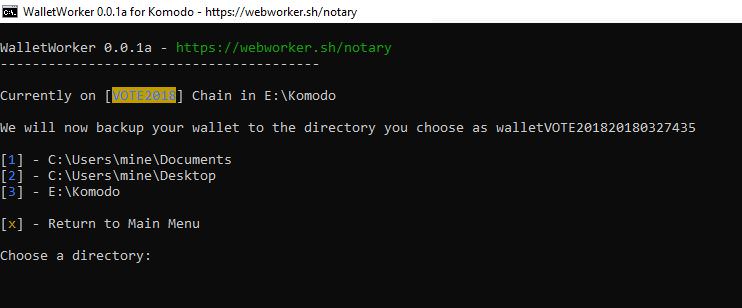 WalletWorker 0.0.1a for Komodo - https://webworker.sh/notary
WalletWorker 0.0.1a - https://webworker.sh/notary
----------------------------------------
Currently on [VOTE2018] Chain in E:\Komodo
We will now backup your wallet to the directory you choose as walletVOTE201820180327435
[1] - C:\Users\mine\Documents
[2] - C:\Users\mine\Desktop
[3] - E:\Komodo
[x] - Return to Main Menu
Choose a directory: